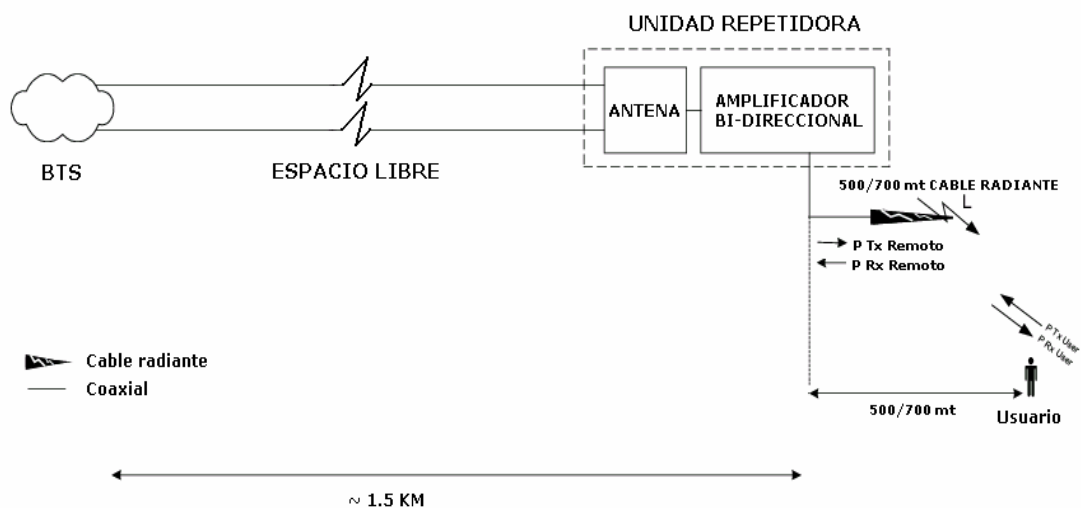 UNIDAD REPETIDORA
ANTENA
AMPLIFICADOR
BI-DIRECCIONAL
BTS
ESPACIO LIBRE
500/700 mt CABLE RADIANTE
L
P Tx Remoto
P Rx Remoto
P Tx User
P Rx User
Cable radiante
Coaxial
500/700 mt
Usuario
~ 1.5 KM